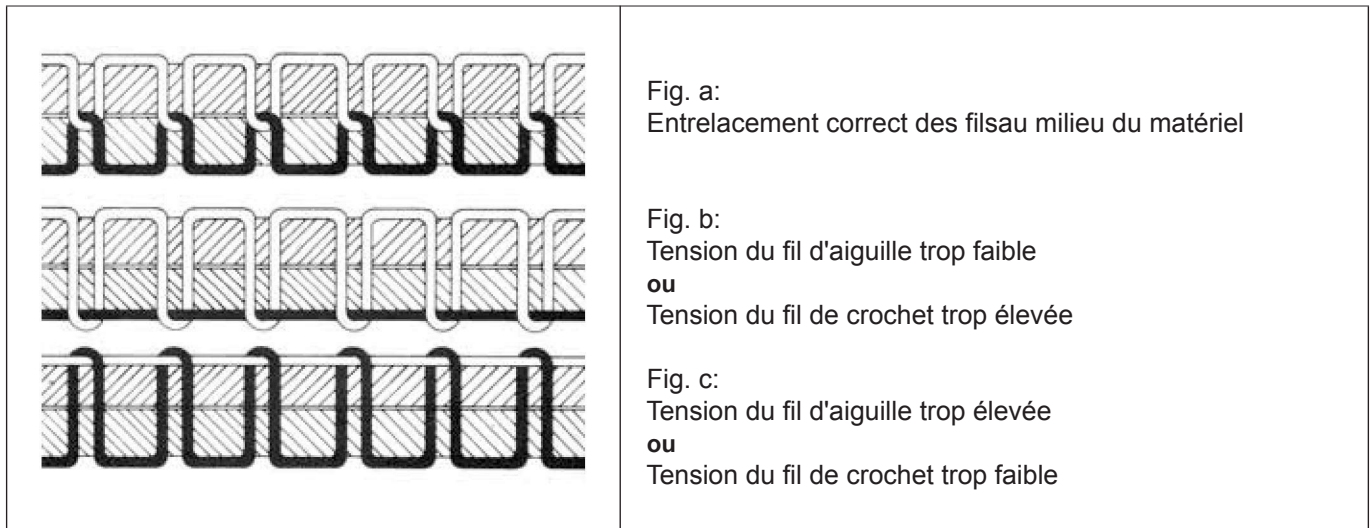 Fig. a:
Entrelacement correct des filsau milieu du matériel
Fig. b:
Tension du fil d'aiguille trop faible
ou
Tension du fil de crochet trop élevée
Fig. c:
Tension du fil d'aiguille trop élevée
ou
Tension du fil de crochet trop faible